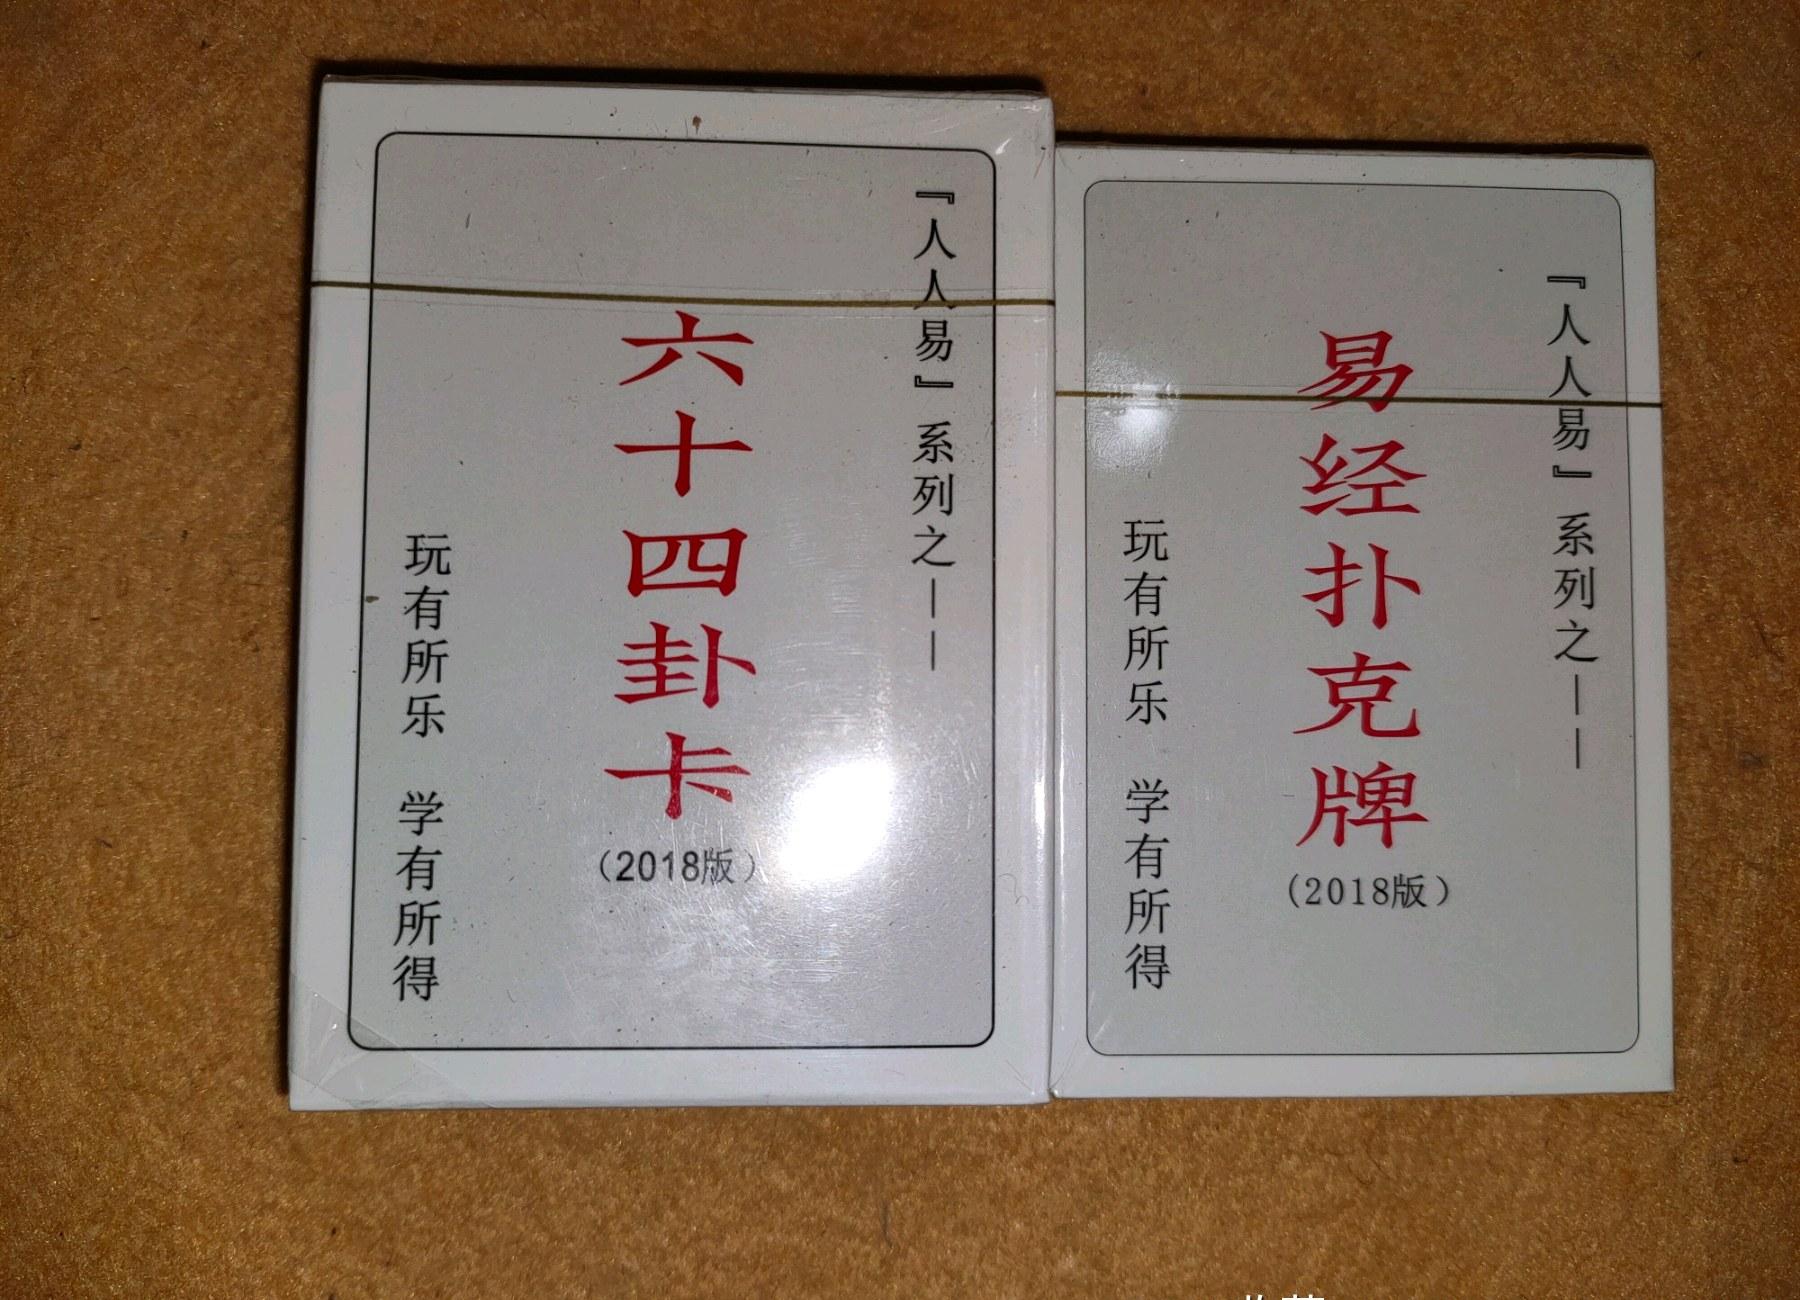 『人人易』系列之——
六十四卦卡
（2018版）
玩有所乐 学有所得
『人人易』系列之——
易经扑克牌
（2018版）
玩有所乐 学有所得